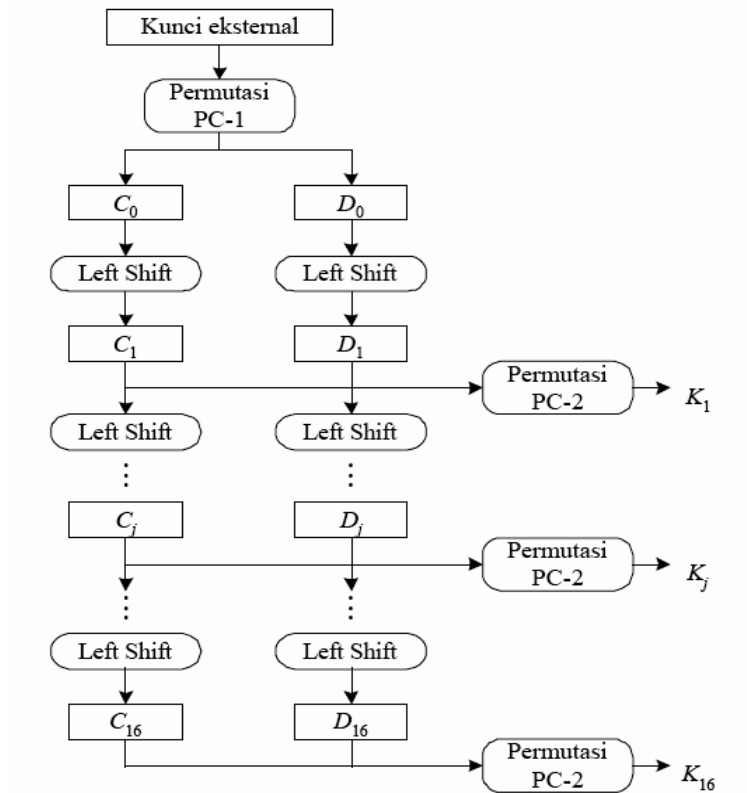 Kunci eksternal
Permutasi
PC-1
C0 D0
Left Shift Left Shift
C1 D1
Permutasi
PC-2
K1
Left Shift Left Shift
Cj Dj
Permutasi
PC-2
Kj
Left Shift Left Shift
C16 D16
Permutasi
PC-2
K16